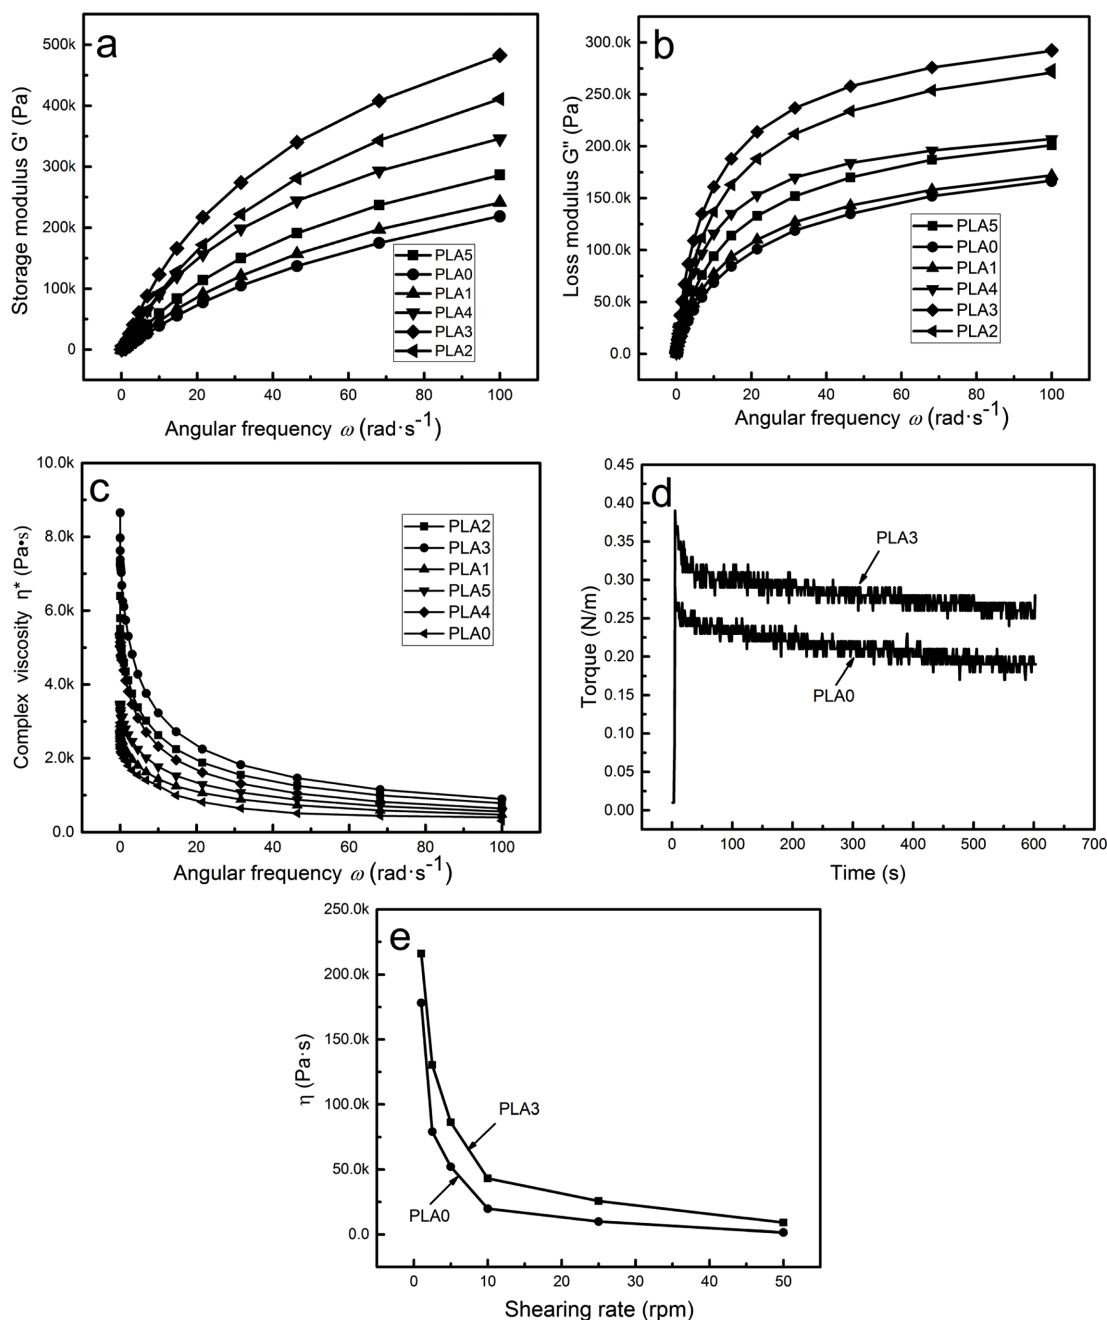 a
Storage modulus G' (Pa)
500k
400k
300k
200k
100k
0
PLA5
PLA0
PLA1
PLA4
PLA3
PLA2
0 20 40 60 80 100
Angular frequency ω (rad·s⁻¹)
b
Loss modulus G'' (Pa)
300.0k
250.0k
200.0k
150.0k
100.0k
50.0k
0.0
PLA5
PLA0
PLA1
PLA4
PLA3
PLA2
0 20 40 60 80 100
Angular frequency ω (rad·s⁻¹)
c
Complex viscosity η* (Pa•s)
10.0k
8.0k
6.0k
4.0k
2.0k
0.0
PLA2
PLA3
PLA1
PLA5
PLA4
PLA0
0 20 40 60 80 100
Angular frequency ω (rad·s⁻¹)
d
Torque (N/m)
0.45
0.40
0.35
0.30
0.25
0.20
0.15
0.10
0.05
0.00
PLA3
PLA0
0 100 200 300 400 500 600 700
Time (s)
e
η (Pa·s)
250.0k
200.0k
150.0k
100.0k
50.0k
0.0
PLA3
PLA0
0 10 20 30 40 50
Shearing rate (rpm)